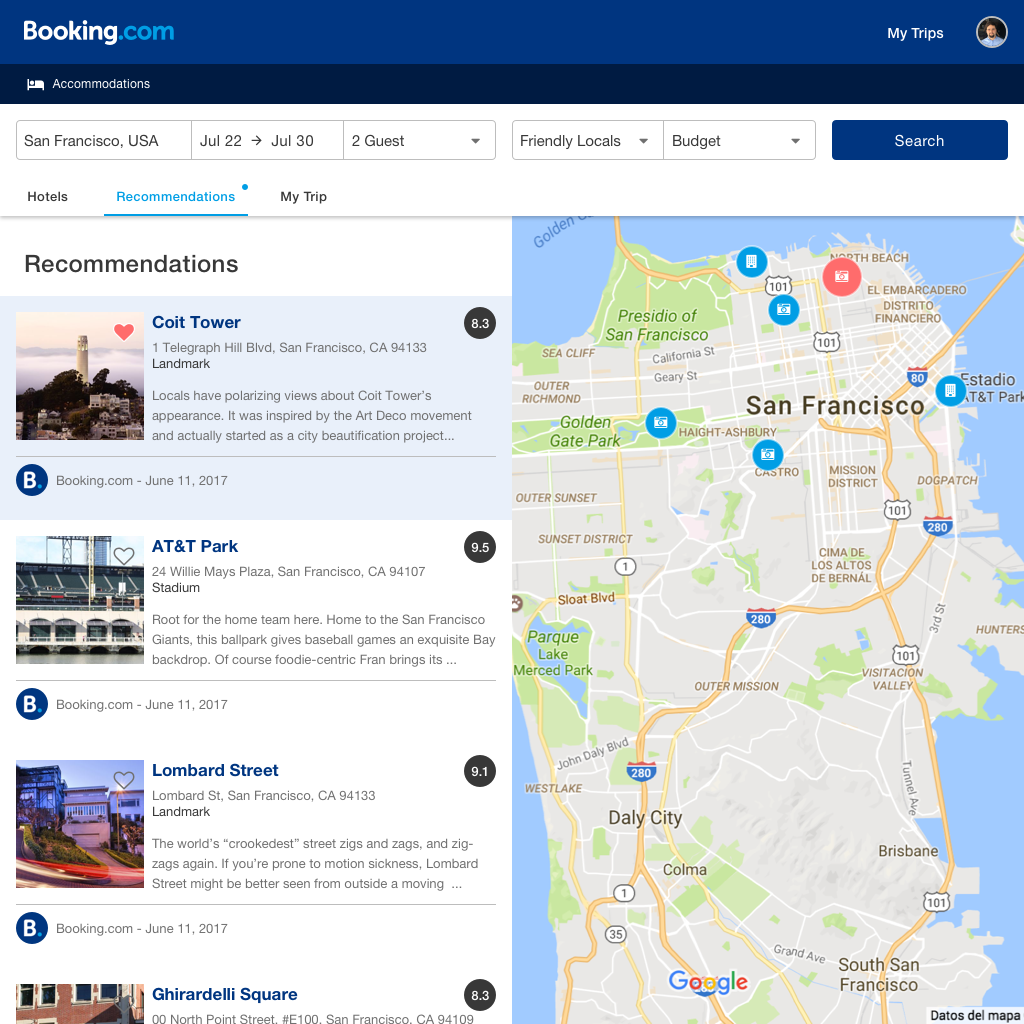 Booking.com
My Trips
Accommodations
San Francisco, USA
Jul 22 → Jul 30
2 Guest
Friendly Locals
Budget
Search
Hotels
Recommendations
My Trip
Recommendations
Coit Tower
8.3
1 Telegraph Hill Blvd, San Francisco, CA 94133
Landmark
Locals have polarizing views about Coit Tower’s
appearance. It was inspired by the Art Deco movement
and actually started as a city beautification project...
B.
Booking.com - June 11, 2017
AT&T Park
9.5
24 Willie Mays Plaza, San Francisco, CA 94107
Stadium
Root for the home team here. Home to the San Francisco
Giants, this ballpark gives baseball games an exquisite Bay
backdrop. Of course foodie-centric Fran brings its ...
B.
Booking.com - June 11, 2017
Lombard Street
9.1
Lombard St, San Francisco, CA 94133
Landmark
The world’s “crookedest” street zigs and zags, and zig-
zags again. If you’re prone to motion sickness, Lombard
Street might be better seen from outside a moving ...
B.
Booking.com - June 11, 2017
Ghirardelli Square
8.3
00 North Point Street, #E100, San Francisco, CA 94109
Golden
NORTH BEACH
101
EL EMBARCADERO
DISTRITO
FINANCIERO
Presidio of
San Francisco
101
SEA CLIFF
California St
Geary St
80
OUTER
RICHMOND
Estadio
AT&T Park
San Francisco
Golden
Gate Park
HAIGHT-ASHBURY
CASTRO
MISSION
DISTRICT
DOGPATCH
OUTER SUNSET
101
280
SUNSET DISTRICT
1
CIMA DE
LOS ALTOS
DE BERNÁL
Sloat Blvd
280
3rd St
HUNTERS
Parque
Lake
Merced Park
101
VISITACION
VALLEY
OUTER MISSION
John Daly Blvd
280
WESTLAKE
Tunnel Ave
Daly City
Brisbane
Colma
1
101
35
Grand Ave
South San
Francisco
Google
Datos del mapa